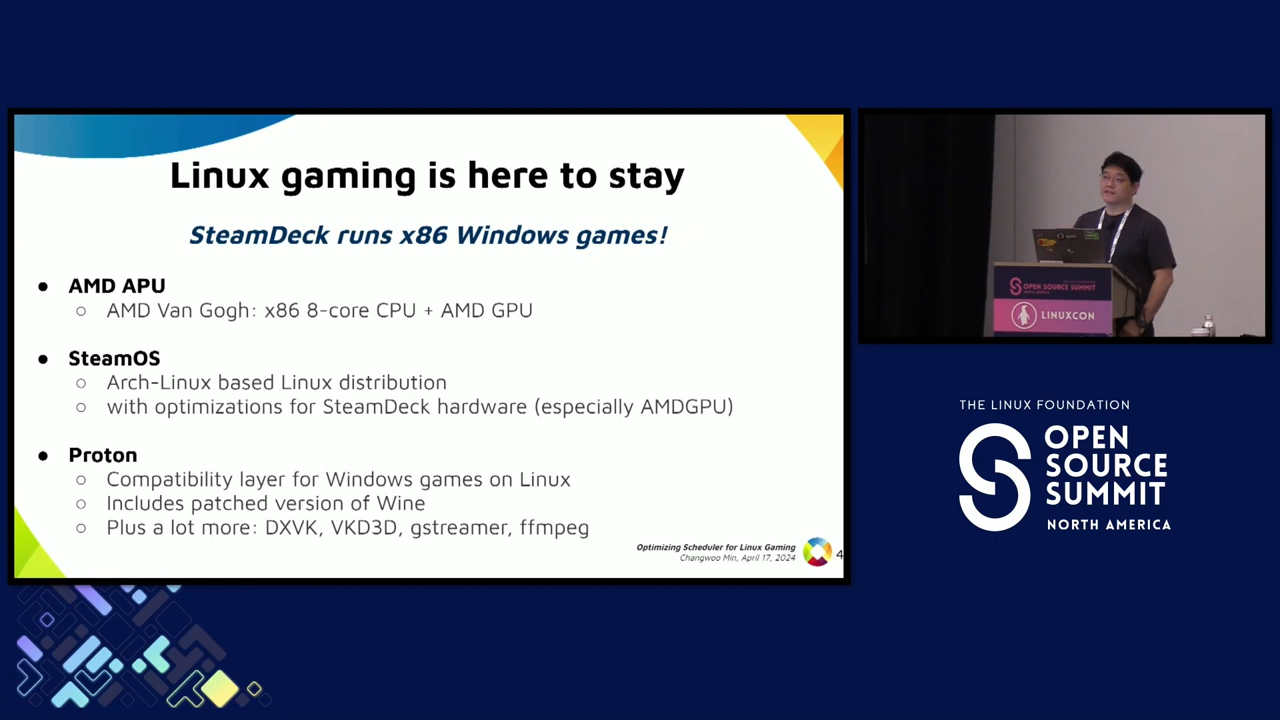 Linux gaming is here to stay
SteamDeck runs x86 Windows games!
● AMD APU
○ AMD Van Gogh: x86 8-core CPU + AMD GPU
● SteamOS
○ Arch-Linux based Linux distribution
○ with optimizations for SteamDeck hardware (especially AMDGPU)
● Proton
○ Compatibility layer for Windows games on Linux
○ Includes patched version of Wine
○ Plus a lot more: DXVK, VKD3D, gstreamer, ffmpeg
Optimizing Scheduler for Linux Gaming
Changwoo Min, April 17, 2024
4
OPEN SOURCE SUMMIT
LINUXCON
THE LINUX FOUNDATION
OPEN
SOURCE
SUMMIT
NORTH AMERICA